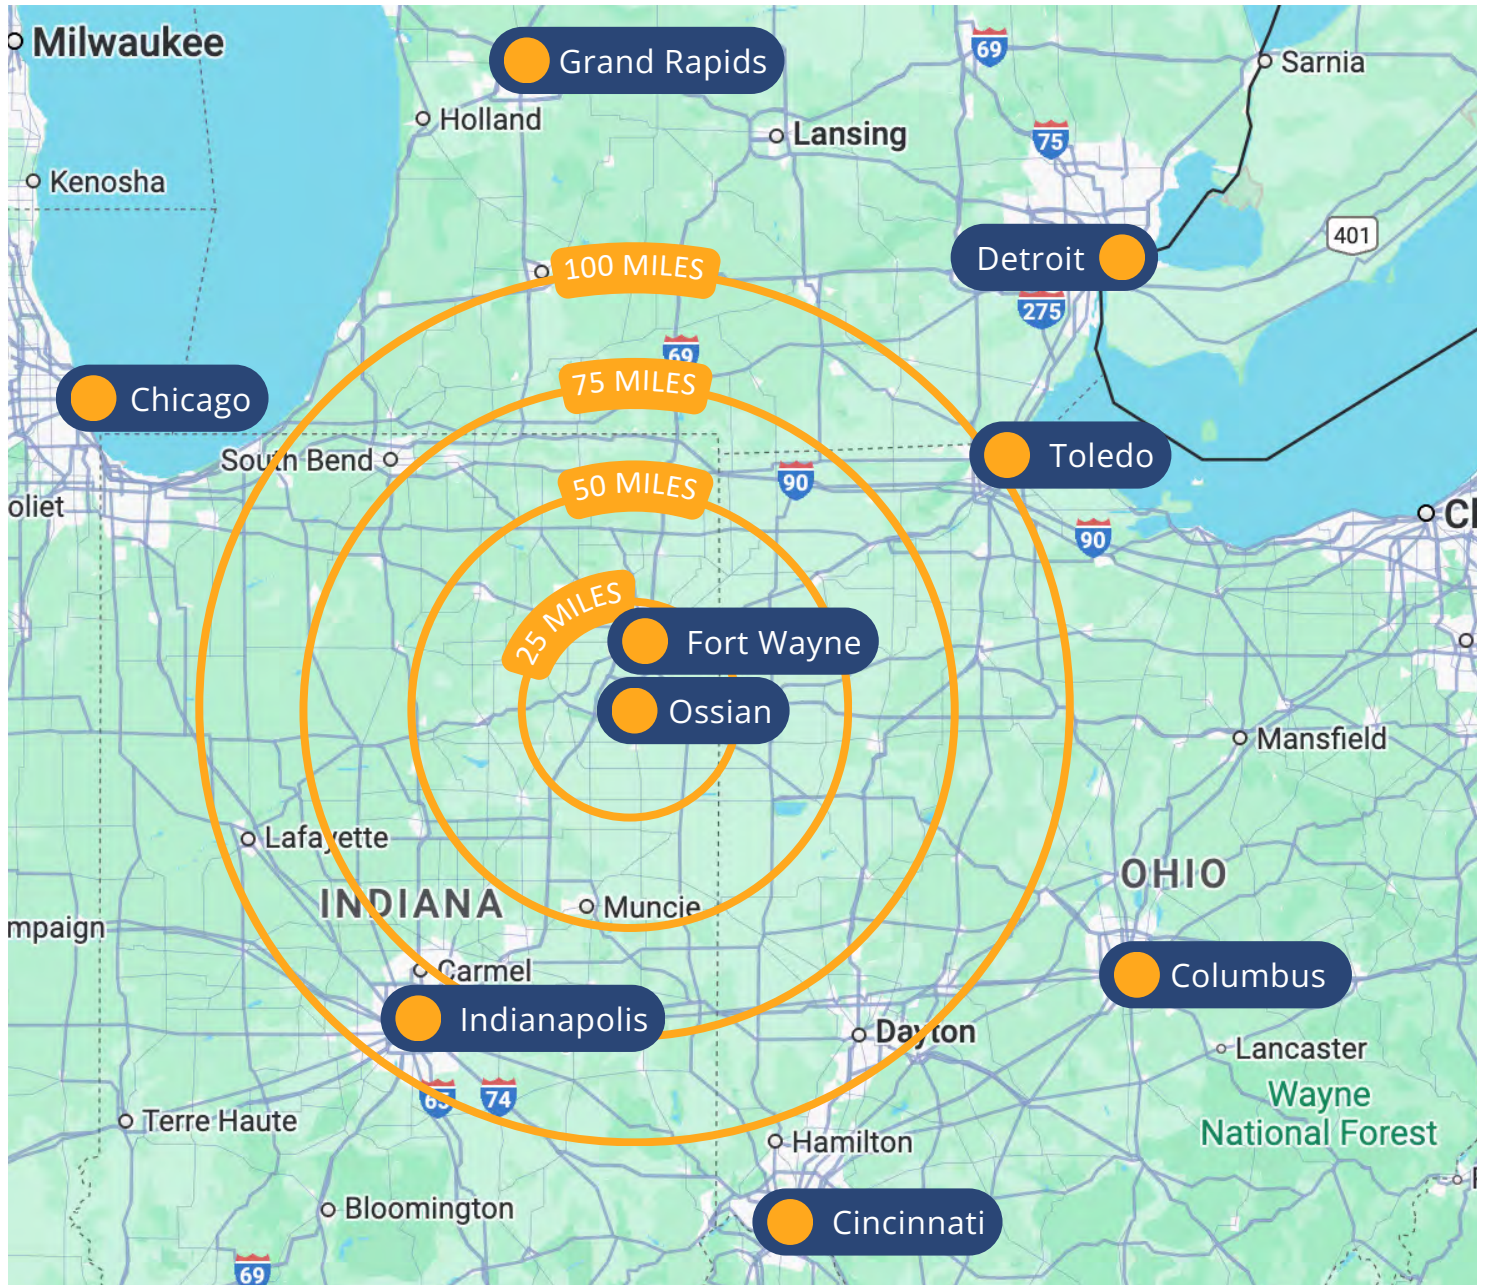 Milwaukee
Grand Rapids
69
Sarnia
Holland
Lansing
75
Kenosha
401
Detroit
100 MILES
275
69
75 MILES
Chicago
South Bend
Toledo
50 MILES
90
oliet
90
Cl
25 MILES
Fort Wayne
Ossian
Mansfield
Lafayette
OHIO
INDIANA
Muncie
mpaign
Carmel
Columbus
Indianapolis
Dayton
Lancaster
65
74
Wayne
National Forest
Terre Haute
Hamilton
Bloomington
Cincinnati
69